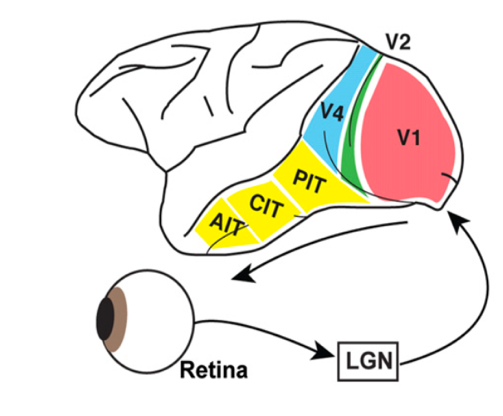 V2
V4
V1
PIT
CIT
AIT
Retina
LGN